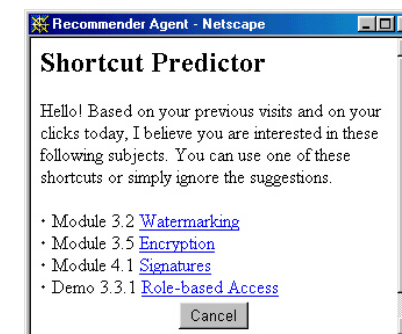 Recommender Agent - Netscape
Shortcut Predictor
Hello! Based on your previous visits and on your
clicks today, I believe you are interested in these
following subjects. You can use one of these
shortcuts or simply ignore the suggestions.
· Module 3.2 Watermarking
· Module 3.5 Encryption
· Module 4.1 Signatures
· Demo 3.3.1 Role-based Access
Cancel